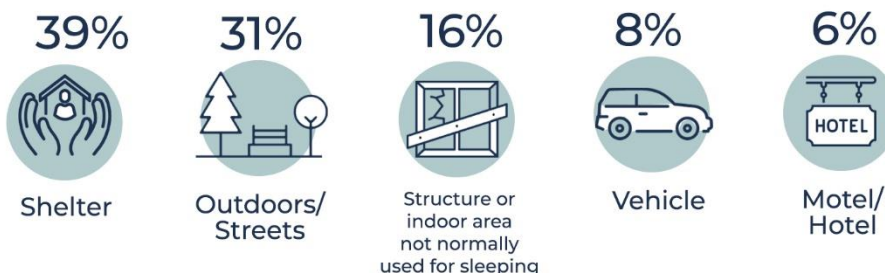 39%
31%
16%
8%
6%
HOTEL
Shelter
Outdoors/
Streets
Structure or
indoor area
not normally
used for sleeping
Vehicle
Motel/
Hotel